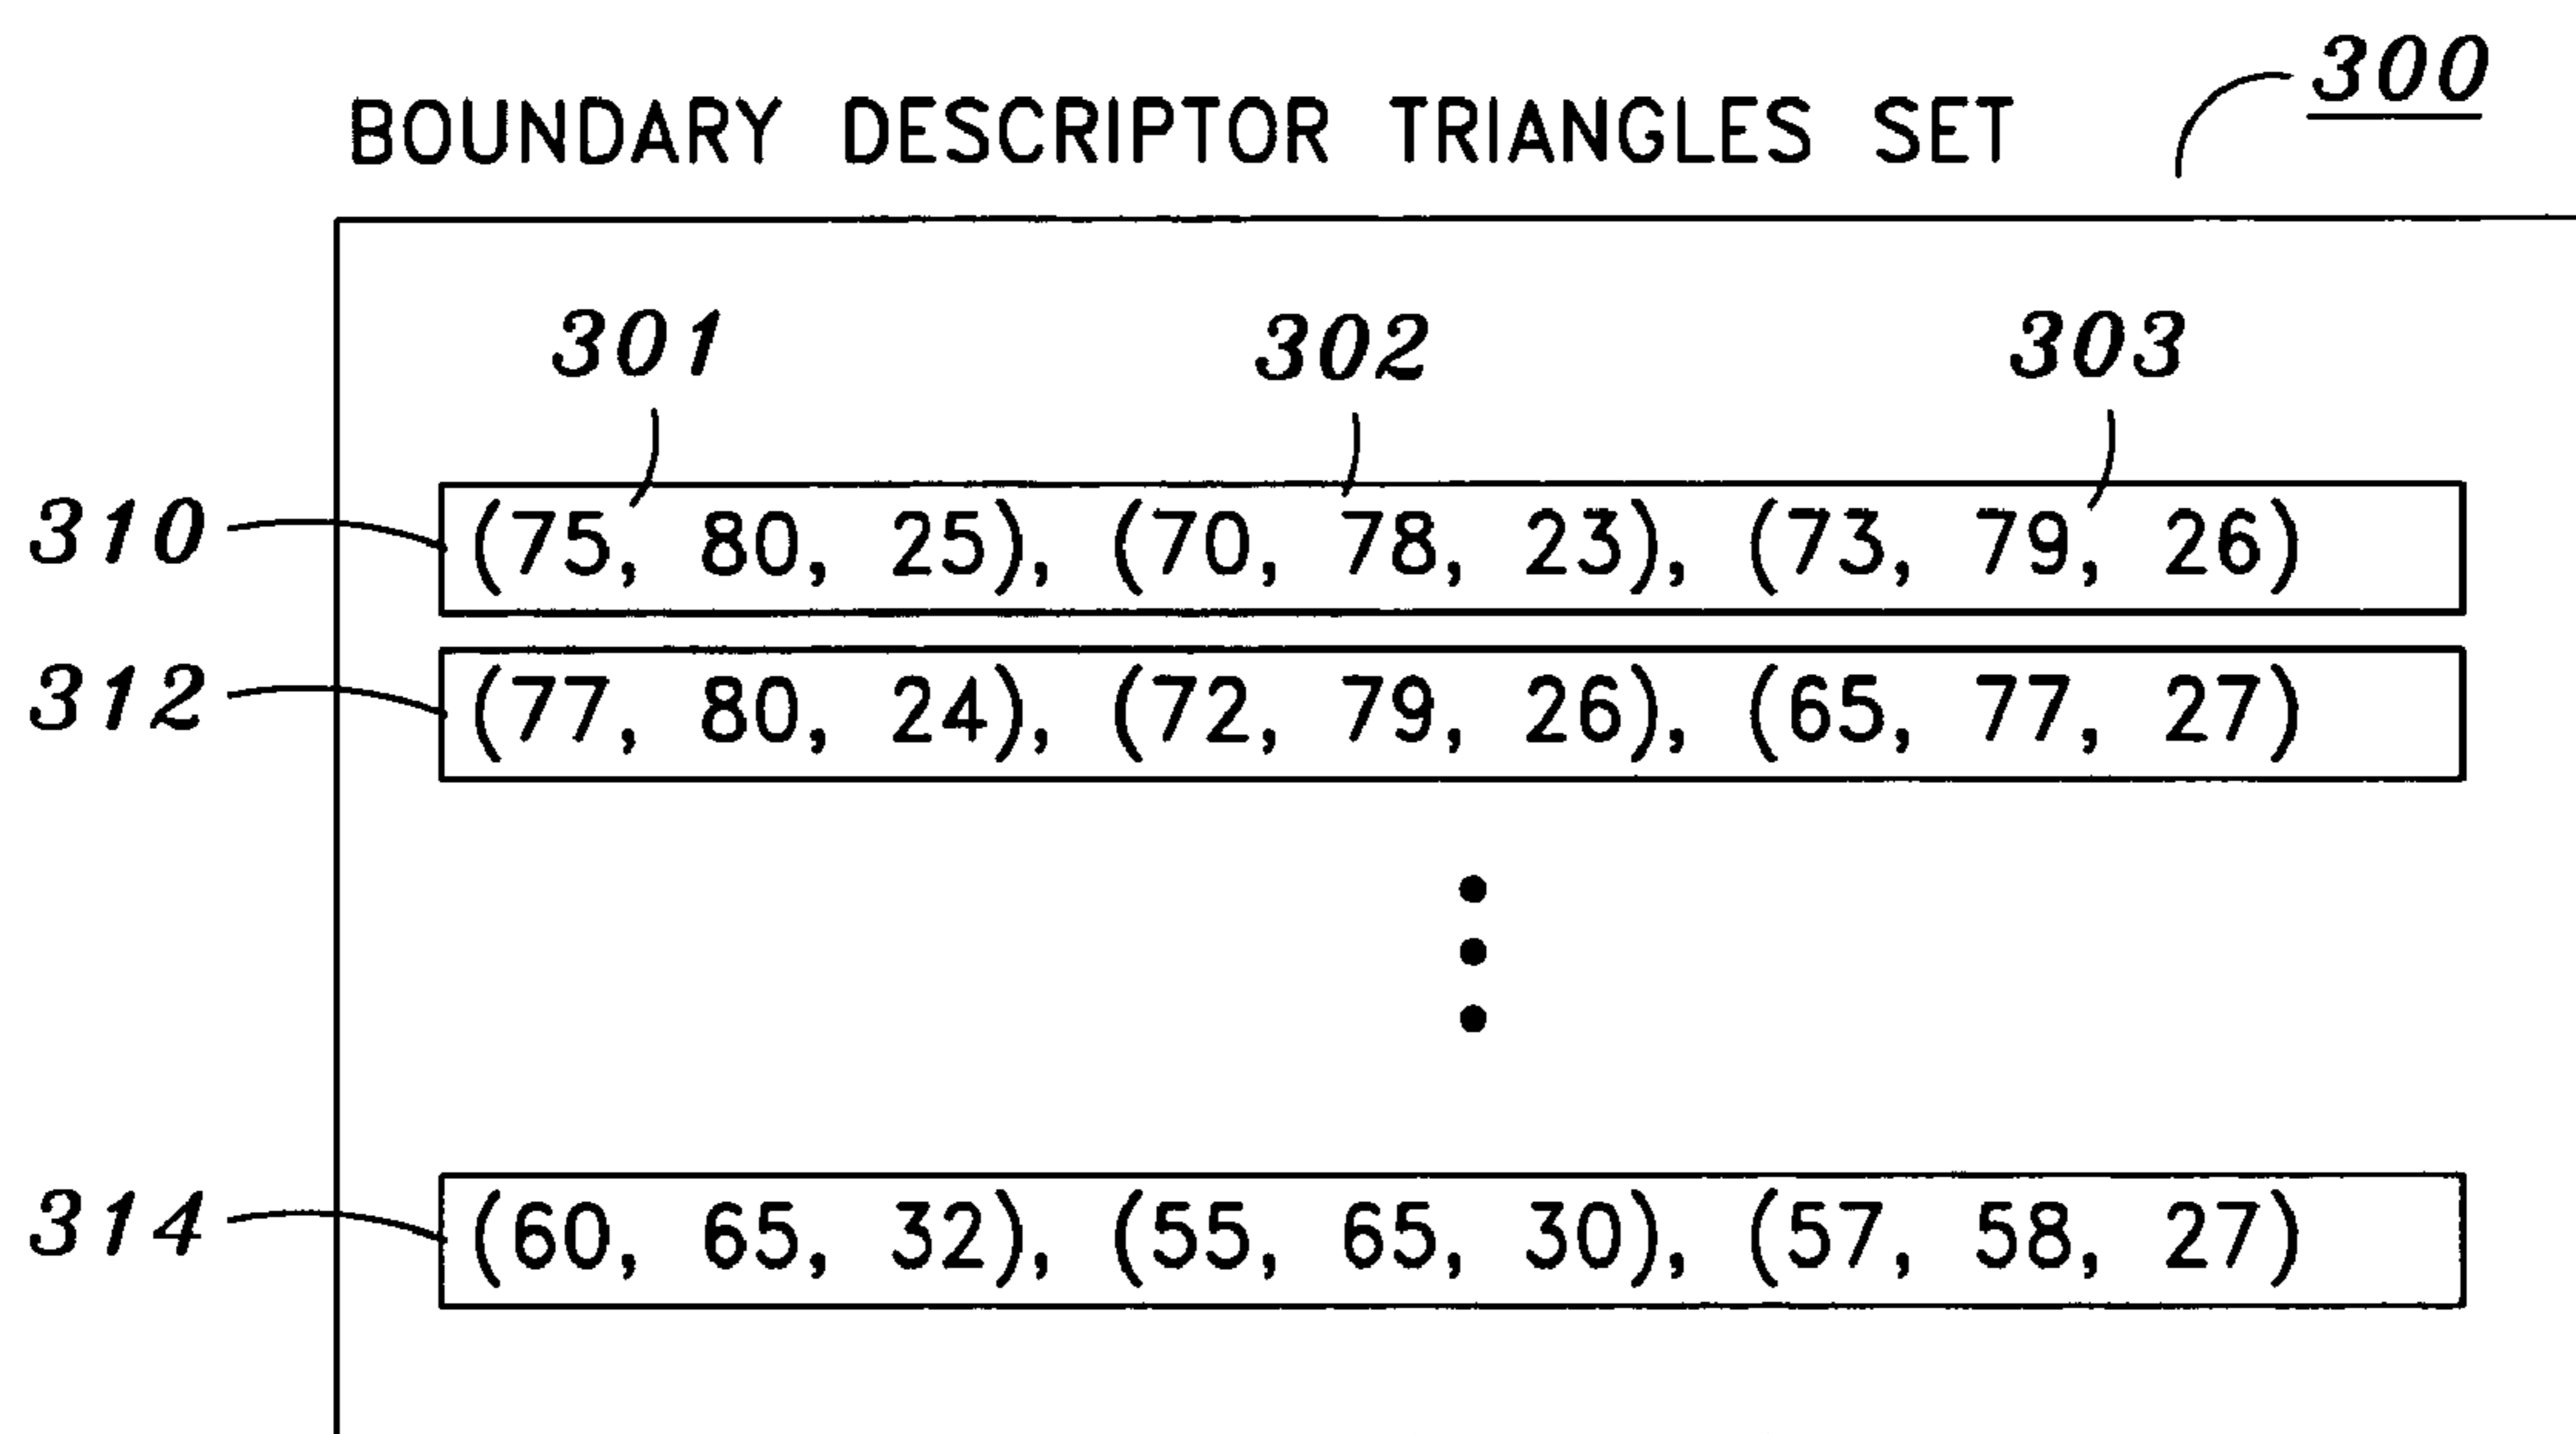 300
BOUNDARY DESCRIPTOR TRIANGLES SET
301 302 303
310 (75, 80, 25), (70, 78, 23), (73, 79, 26)
312 (77, 80, 24), (72, 79, 26), (65, 77, 27)
314 (60, 65, 32), (55, 65, 30), (57, 58, 27)